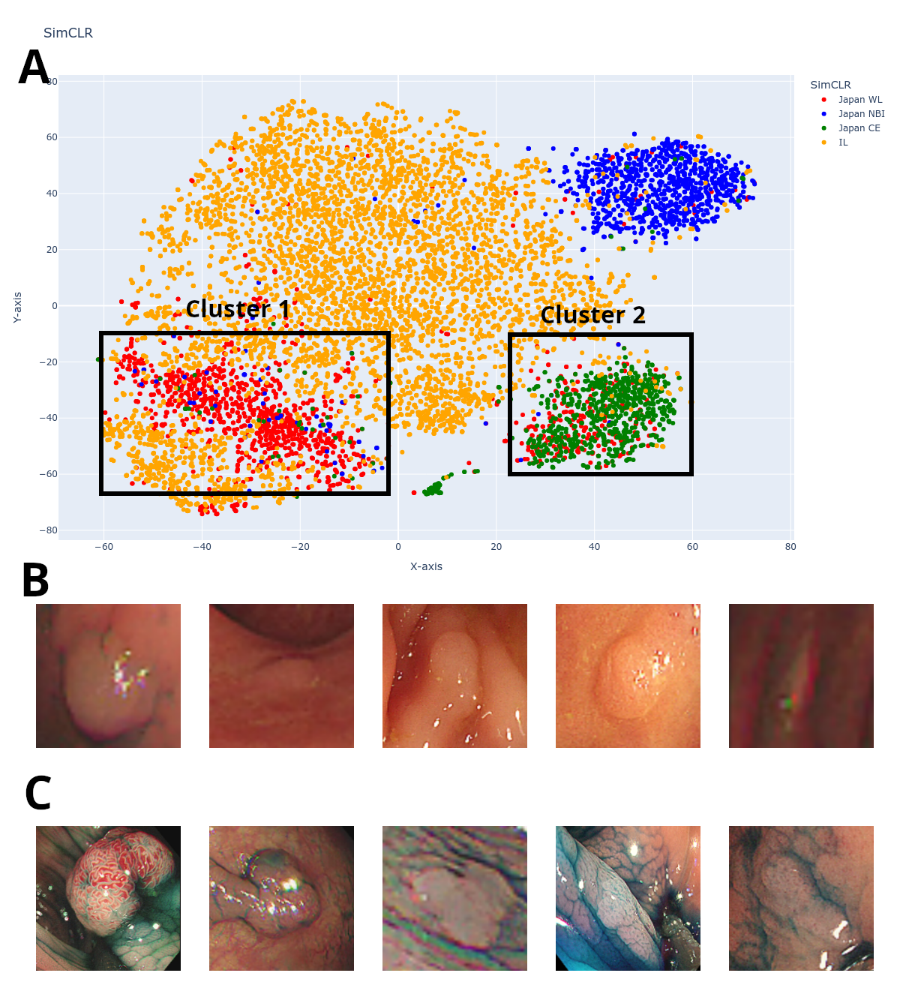 SimCLR
A
80
60
40
20
0
−20
−40
−60
−80
Y-axis
Cluster 1
Cluster 2
−60
−40
−20
0
20
40
60
80
X-axis
SimCLR
Japan WL
Japan NBI
Japan CE
IL
B
C